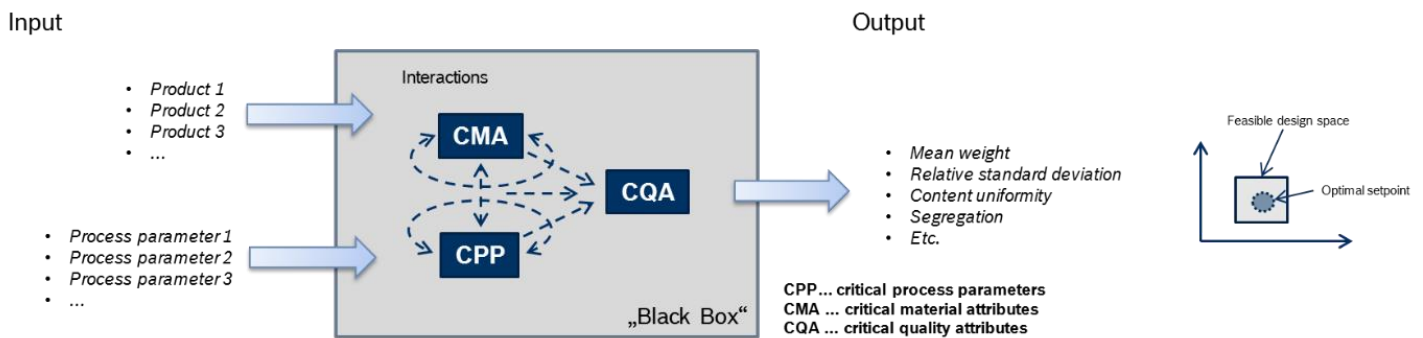 Input
• Product 1
• Product 2
• Product 3
• ...
• Process parameter 1
• Process parameter 2
• Process parameter 3
• ...
Interactions
CMA
CQA
CPP
„Black Box“
Output
• Mean weight
• Relative standard deviation
• Content uniformity
• Segregation
• Etc.
Feasible design space
Optimal setpoint
CPP... critical process parameters
CMA ... critical material attributes
CQA ... critical quality attributes